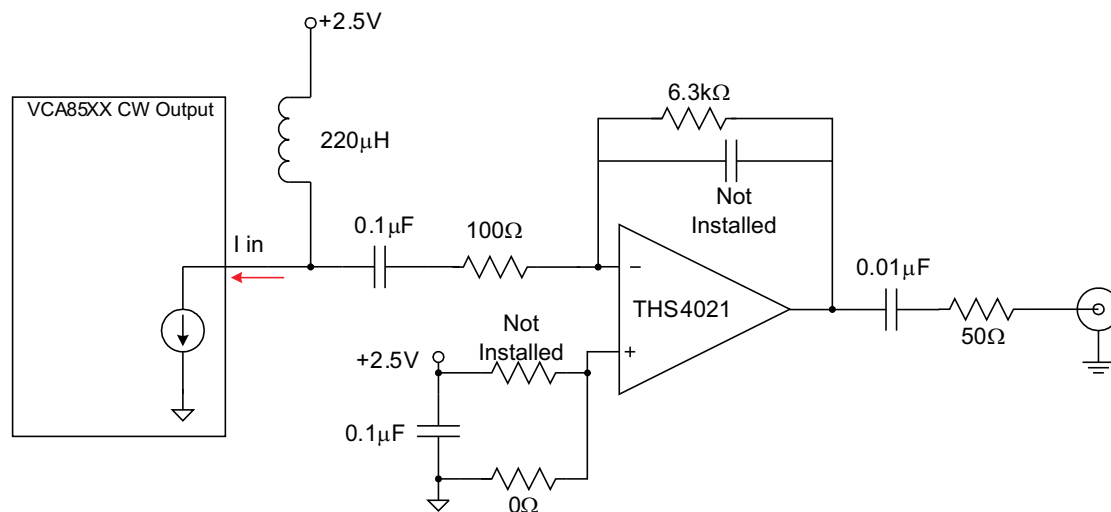 +2.5V
VCA85XX CW Output
220μH
6.3kΩ
Not
Installed
I in
0.1μF
100Ω
−
THS4021
+
0.01μF
50Ω
Not
Installed
+2.5V
0.1μF
0Ω